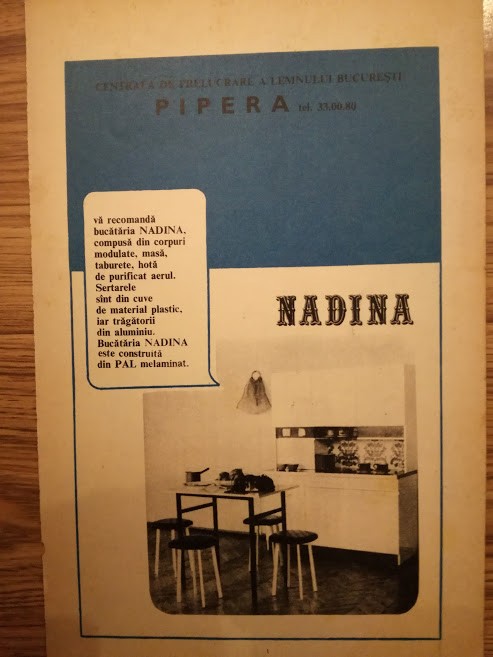 CENTRALA DE PRELUCRARE A LEMNULUI BUCUREȘTI
PIPERA tel. 33.00.80
vă recomandă
bucătăria NADINA,
compusă din corpuri
modulate, masă,
taburete, hotă
de purificat aerul.
Sertarele
sînt din cuve
de material plastic,
iar trăgătorii
din aluminiu.
Bucătăria NADINA
este construită
din PAL melaminat.
NADINA